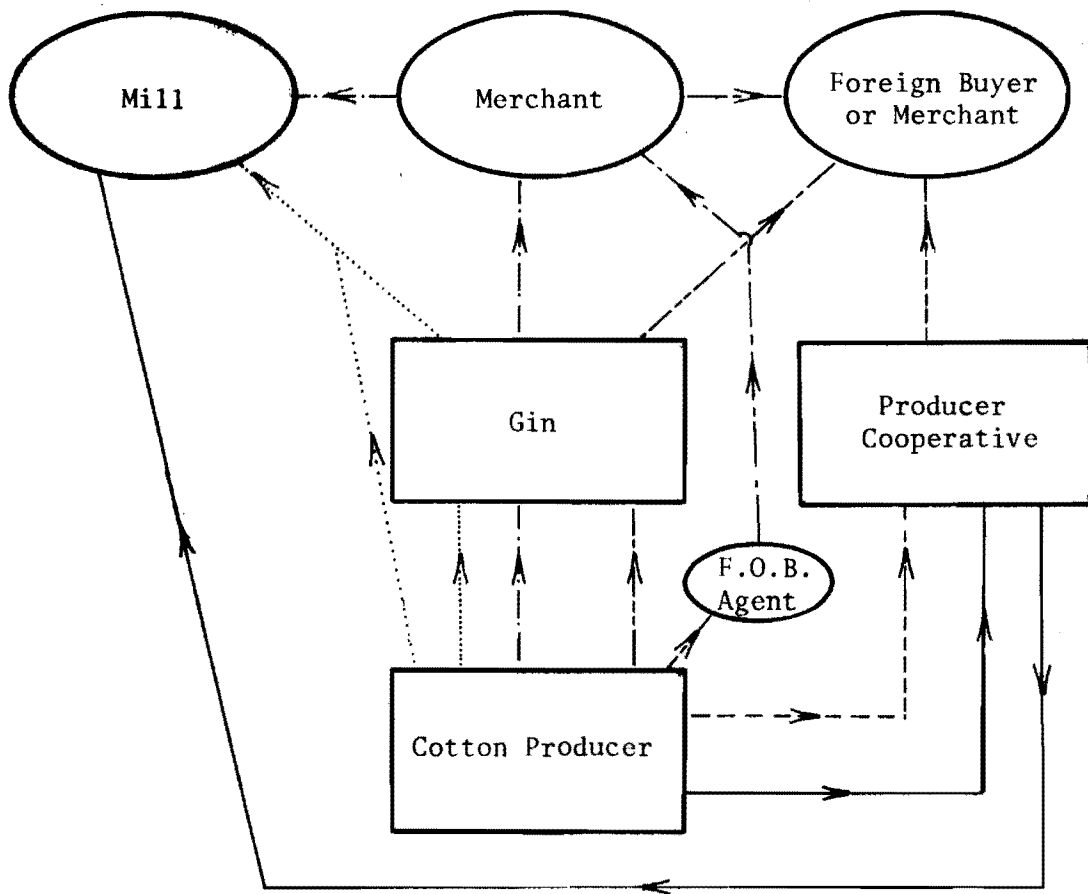 Mill
Merchant
Foreign Buyer
or Merchant
Gin
Producer
Cooperative
F.O.B.
Agent
Cotton Producer